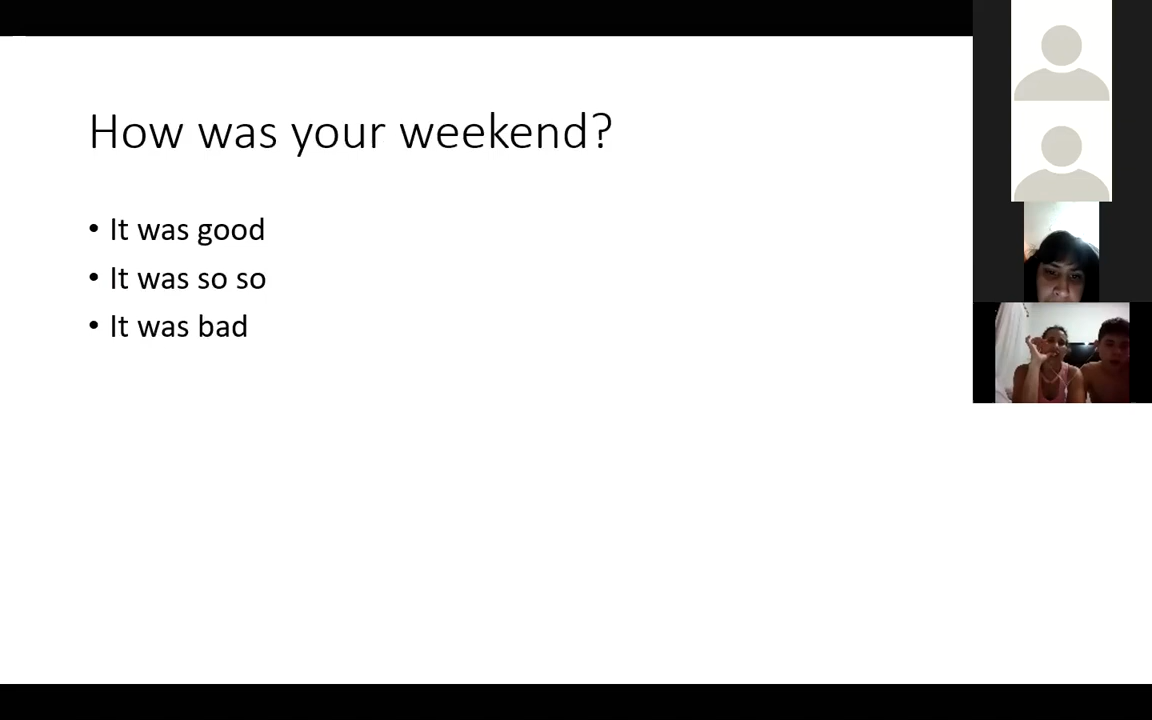 How was your weekend?
• It was good
• It was so so
• It was bad